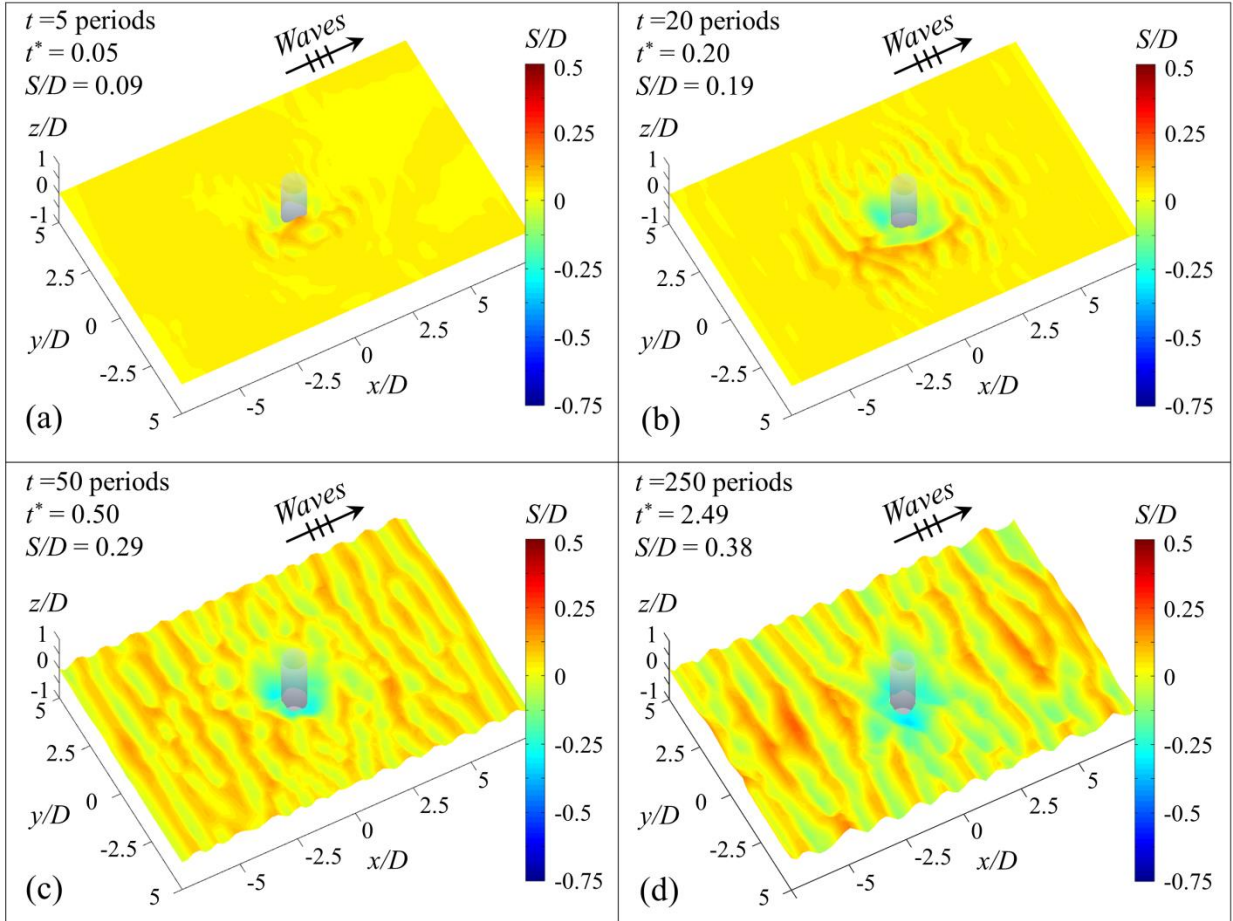 t =5 periods
t* = 0.05
S/D = 0.09
Waves
S/D
0.5
0.25
0
-0.25
-0.5
-0.75
z/D
1
0
-1
5
2.5
0
-2.5
5
y/D
-5
-2.5
0
2.5
5
x/D
(a)
t =20 periods
t* = 0.20
S/D = 0.19
Waves
S/D
0.5
0.25
0
-0.25
-0.5
-0.75
z/D
1
0
-1
5
2.5
0
-2.5
5
y/D
-5
-2.5
0
2.5
5
x/D
(b)
t =50 periods
t* = 0.50
S/D = 0.29
Waves
S/D
0.5
0.25
0
-0.25
-0.5
-0.75
z/D
1
0
-1
5
2.5
0
-2.5
5
y/D
-5
-2.5
0
2.5
5
x/D
(c)
t =250 periods
t* = 2.49
S/D = 0.38
Waves
S/D
0.5
0.25
0
-0.25
-0.5
-0.75
z/D
1
0
-1
5
2.5
0
-2.5
5
y/D
-5
-2.5
0
2.5
5
x/D
(d)